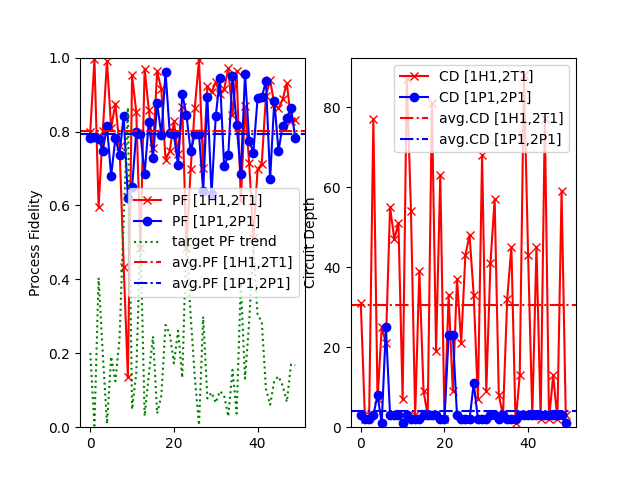 1.0
0.8
0.6
0.4
0.2
0.0
Process Fidelity
0
20
40
PF [1H1,2T1]
PF [1P1,2P1]
target PF trend
avg.PF [1H1,2T1]
avg.PF [1P1,2P1]
80
60
40
20
0
Circuit Depth
0
20
40
CD [1H1,2T1]
CD [1P1,2P1]
avg.CD [1H1,2T1]
avg.CD [1P1,2P1]